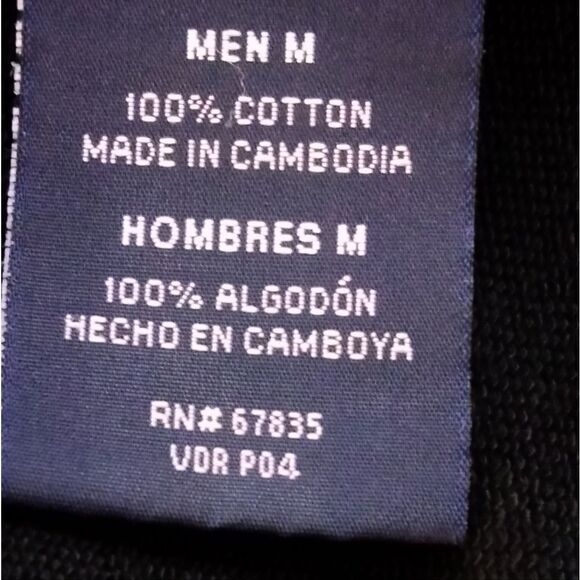 MEN M
100% COTTON
MADE IN CAMBODIA
HOMBRES M
100% ALGODÓN
HECHO EN CAMBOYA
RN# 67835
VDR P04